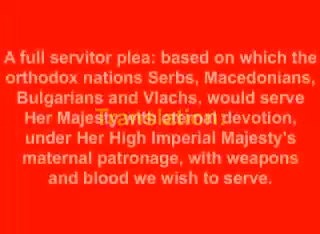 A full servitor plea: based on which the
orthodox nations Serbs, Macedonians,
Bulgarians and Vlachs, would serve
Her Majesty with eternal devotion,
under Her High Imperial Majesty's
maternal patronage, with weapons
and blood we wish to serve.
Translation: